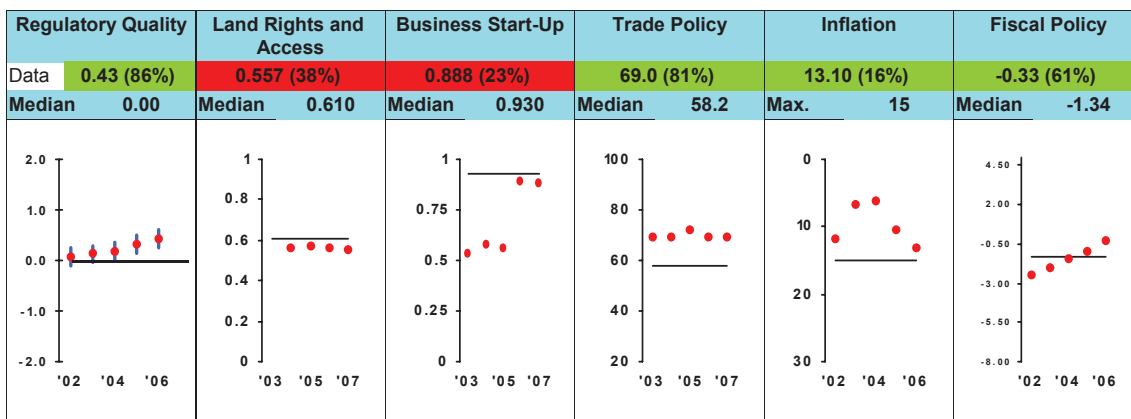 Regulatory Quality
Data 0.43 (86%)
Median 0.00
2.0
1.0
0.0
-1.0
-2.0
'02 '04 '06
Land Rights and
Access
0.557 (38%)
Median 0.610
1
0.8
0.6
0.4
0.2
0
'03 '05 '07
Business Start-Up
0.888 (23%)
Median 0.930
1
0.75
0.5
0.25
0
'03 '05 '07
Trade Policy
69.0 (81%)
Median 58.2
100
80
60
40
20
'03 '05 '07
Inflation
13.10 (16%)
Max. 15
0
10
20
30
'02 '04 '06
Fiscal Policy
-0.33 (61%)
Median -1.34
4.50
2.00
-0.50
-3.00
-5.50
-8.00
'02 '04 '06